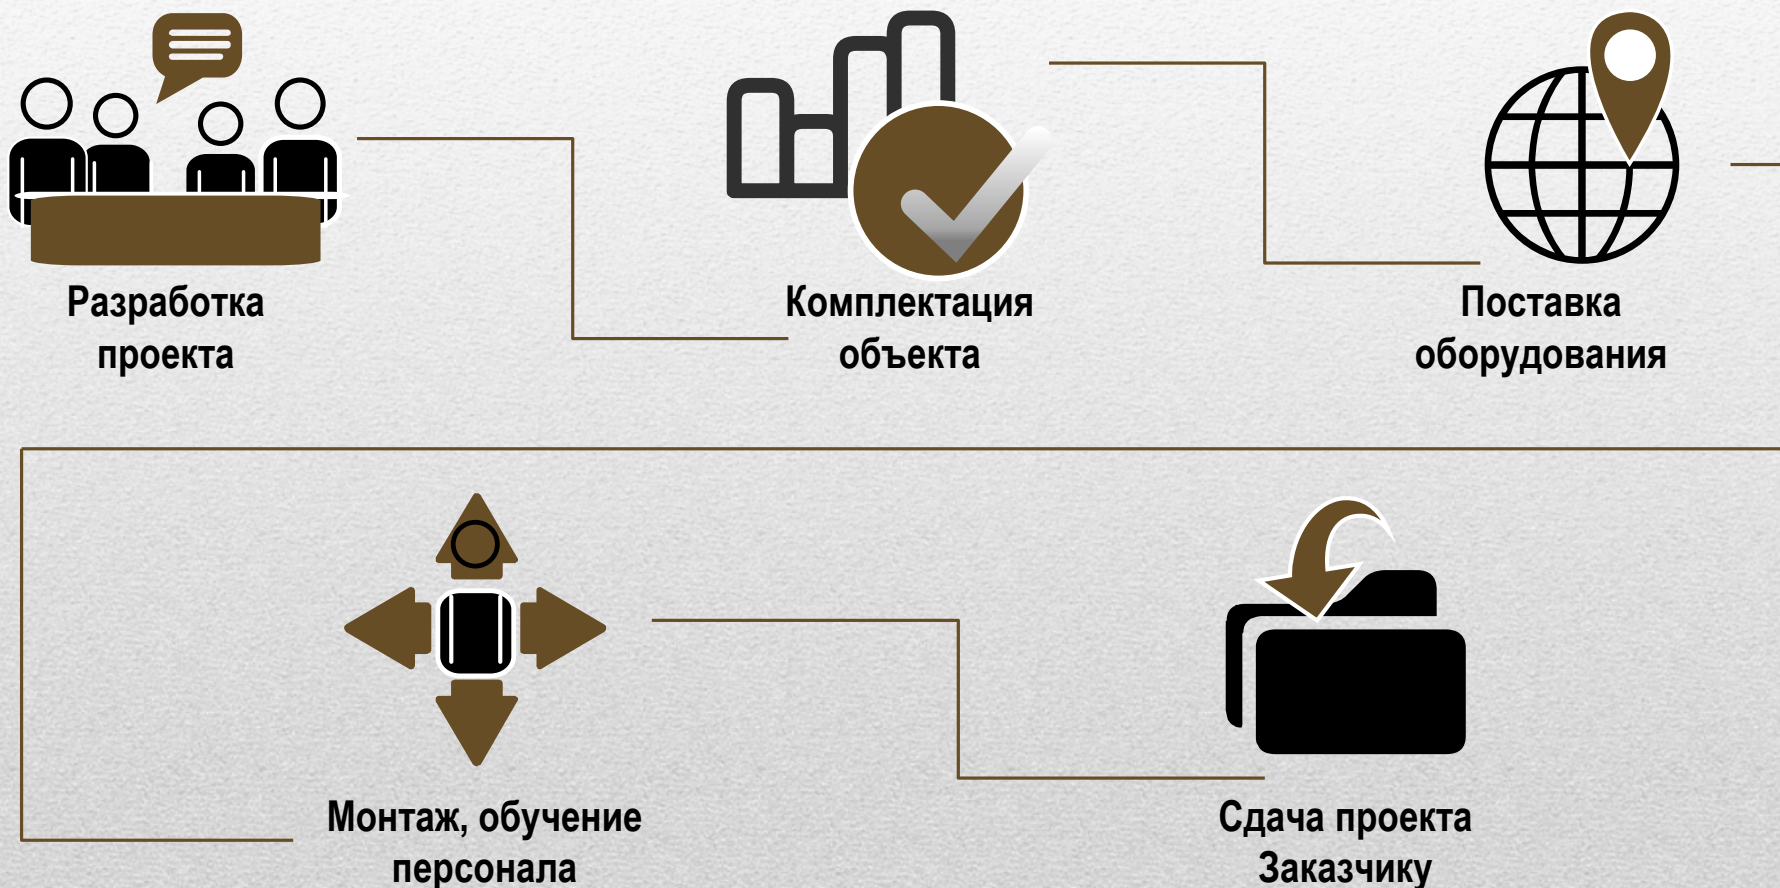 Разработка
проекта
Комплектация
объекта
Поставка
оборудования
Монтаж, обучение
персонала
Сдача проекта
Заказчику